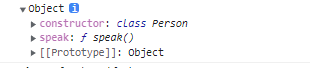 ▼Object i
▶constructor: class Person
▶speak: ƒ speak()
▶[[Prototype]]: Object